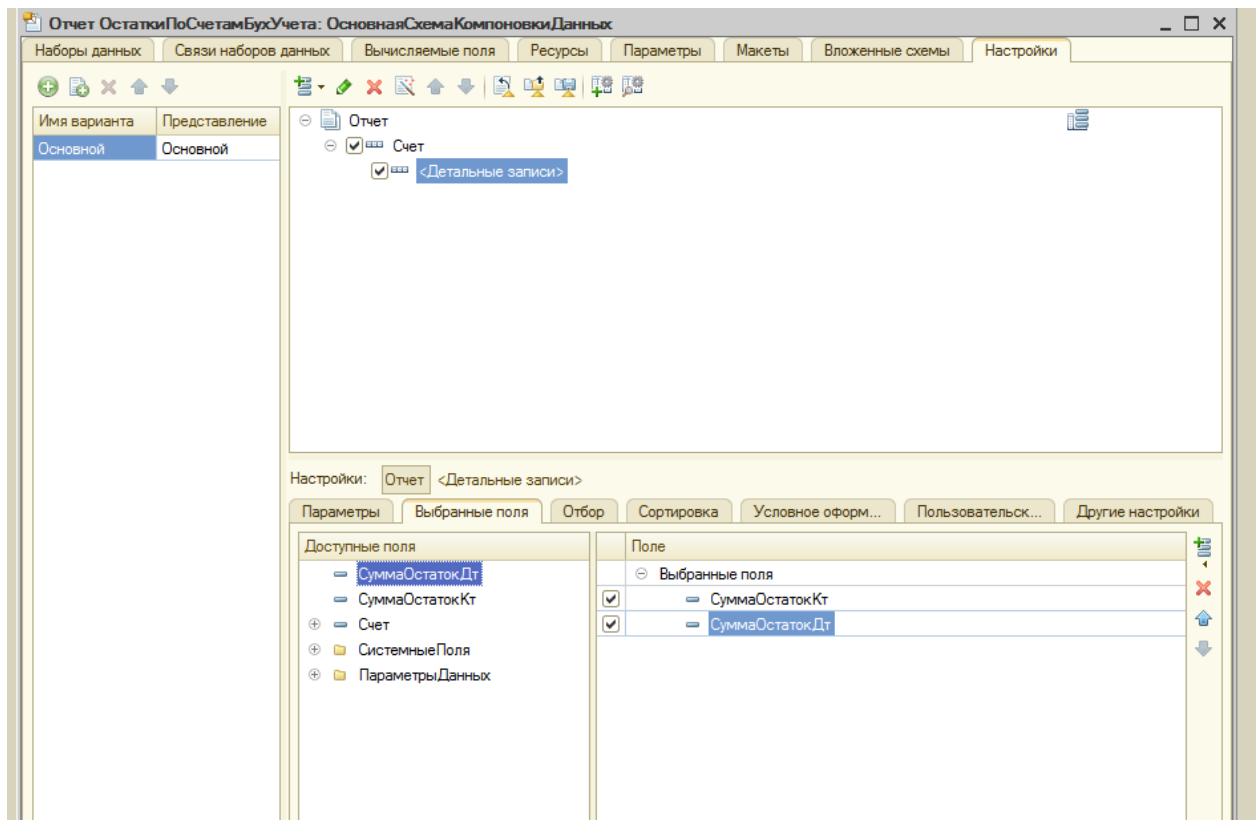 Отчет ОстаткиПоСчетамБухУчета: ОсновнаяСхемаКомпоновкиДанных
Наборы данных Связи наборов данных Вычисляемые поля Ресурсы Параметры Макеты Вложенные схемы Настройки
Имя варианта Представление
Основной Основной
Отчет
Счет
<Детальные записи>
Настройки: Отчет <Детальные записи>
Параметры Выбранные поля Отбор Сортировка Условное оформ... Пользовательск... Другие настройки
Доступные поля Поле
СуммаОстатокДт Выбранные поля
СуммаОстатокКт СуммаОстатокКт
Счет СуммаОстатокДт
СистемныеПоля
ПараметрыДанных